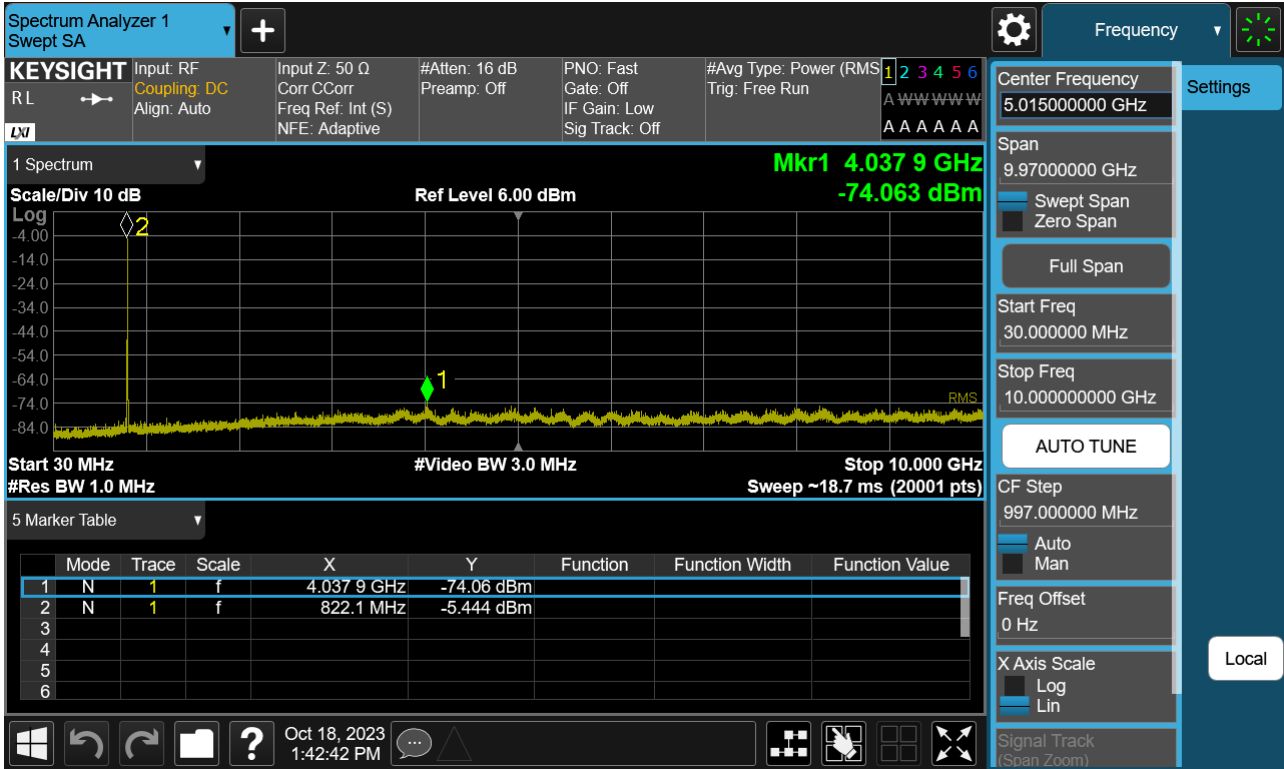 Spectrum Analyzer 1
Swept SA
Frequency
KEYSIGHT
R L
LXI
Input: RF
Coupling: DC
Align: Auto
Input Z: 50 Ω
Corr CCorr
Freq Ref: Int (S)
NFE: Adaptive
#Atten: 16 dB
Preamp: Off
PNO: Fast
Gate: Off
IF Gain: Low
Sig Track: Off
#Avg Type: Power (RMS
Trig: Free Run
1 2 3 4 5 6
A W W W W W
A A A A A A
1 Spectrum
Mkr1 4.037 9 GHz
-74.063 dBm
Scale/Div 10 dB
Ref Level 6.00 dBm
Log
-4.00
-14.0
-24.0
-34.0
-44.0
-54.0
-64.0
-74.0
-84.0
2
1
RMS
Start 30 MHz
#Video BW 3.0 MHz
Stop 10.000 GHz
#Res BW 1.0 MHz
Sweep ~18.7 ms (20001 pts)
5 Marker Table
Mode Trace Scale X Y Function Function Width Function Value
1 N 1 f 4.037 9 GHz -74.06 dBm
2 N 1 f 822.1 MHz -5.444 dBm
3
4
5
6
Oct 18, 2023
1:42:42 PM
?
Center Frequency
5.015000000 GHz
Settings
Span
9.97000000 GHz
Swept Span
Zero Span
Full Span
Start Freq
30.000000 MHz
Stop Freq
10.000000000 GHz
AUTO TUNE
CF Step
997.000000 MHz
Auto
Man
Freq Offset
0 Hz
X Axis Scale
Log
Lin
Local
Signal Track
(Span Zoom)